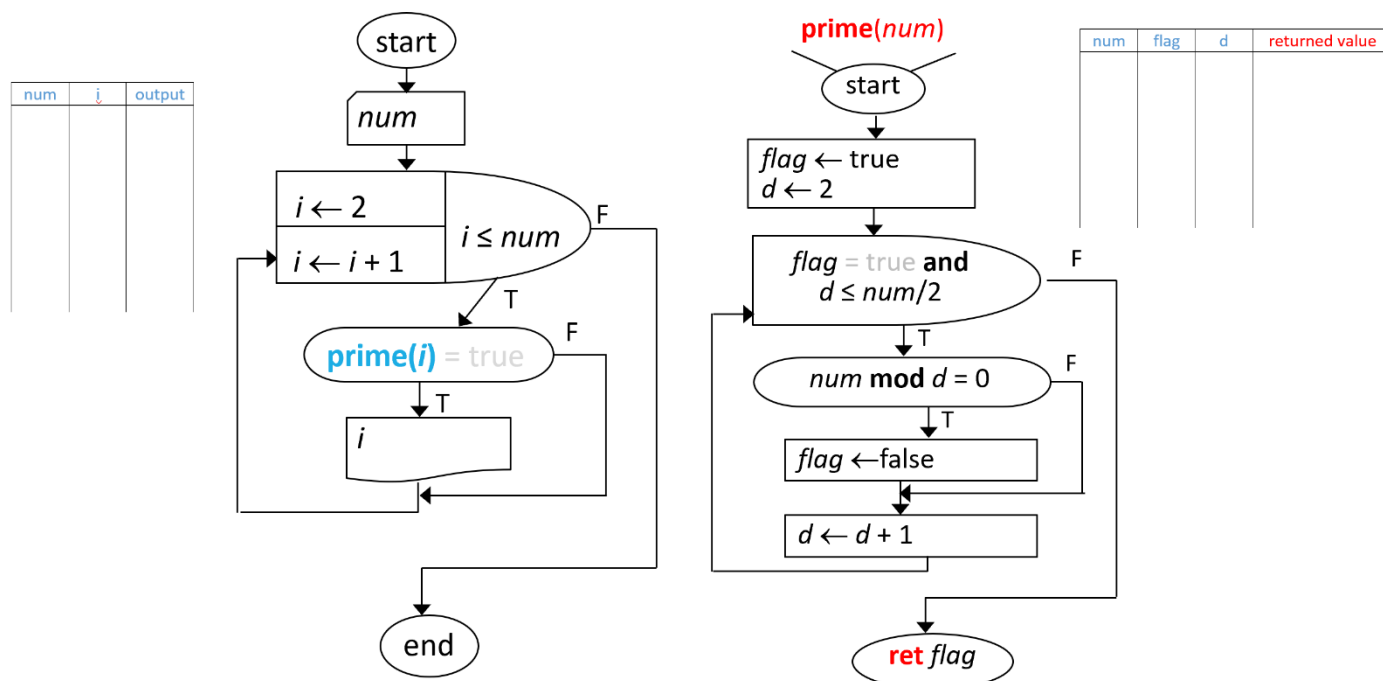 num i output
start
num
i ← 2
i ← i + 1
i ≤ num
F
T
prime(i) = true
F
T
i
end
prime(num)
start
flag ← true
d ← 2
flag = true and
d ≤ num/2
F
T
num mod d = 0
F
T
flag ←false
d ← d + 1
ret flag
num flag d returned value